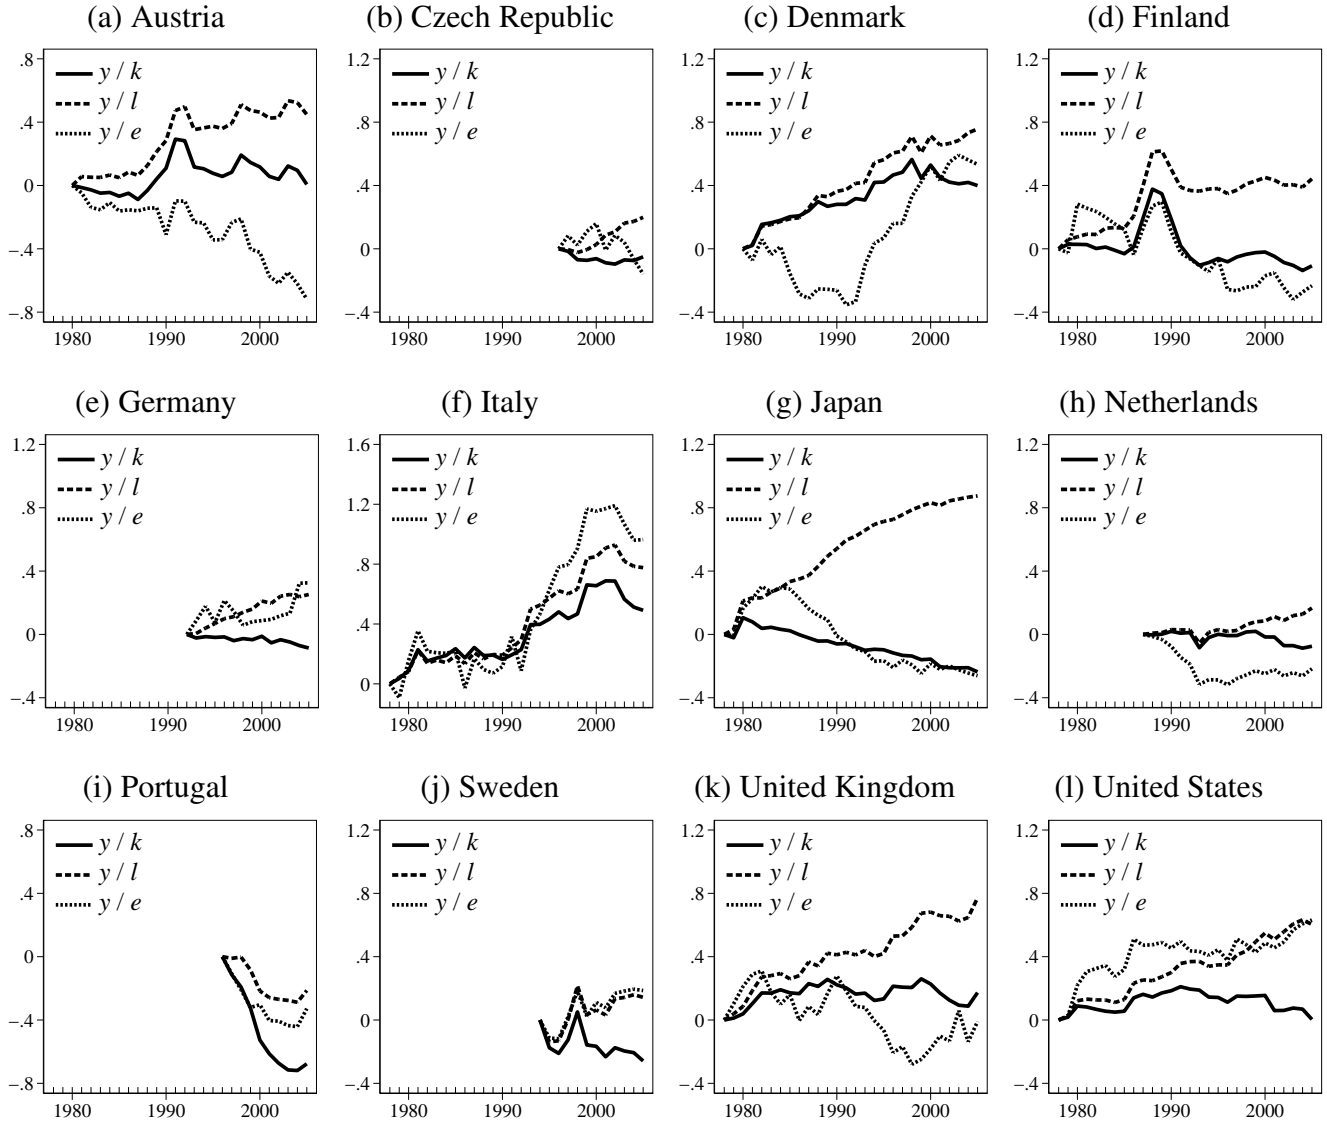 (a) Austria (b) Czech Republic (c) Denmark (d) Finland
.8 1.2 1.2 1.2
y / k y / k y / k y / k
y / l y / l y / l y / l
.4 .8 .8 .8
y / e y / e y / e y / e
0 .4 .4 .4
−.4 0 0 0
−.8 −.4 −.4 −.4
1980 1990 2000 1980 1990 2000 1980 1990 2000 1980 1990 2000
(e) Germany (f) Italy (g) Japan (h) Netherlands
1.2 1.6 1.2 1.2
y / k y / k y / k y / k
y / l y / l y / l y / l
.8 1.2 .8 .8
y / e y / e y / e y / e
.4 .8 .4 .4
0 .4 0 0
−.4 0 −.4 −.4
1980 1990 2000 1980 1990 2000 1980 1990 2000 1980 1990 2000
(i) Portugal (j) Sweden (k) United Kingdom (l) United States
.8 1.2 1.2 1.2
y / k y / k y / k y / k
y / l y / l y / l y / l
.4 .8 .8 .8
y / e y / e y / e y / e
0 .4 .4 .4
−.4 0 0 0
−.8 −.4 −.4 −.4
1980 1990 2000 1980 1990 2000 1980 1990 2000 1980 1990 2000